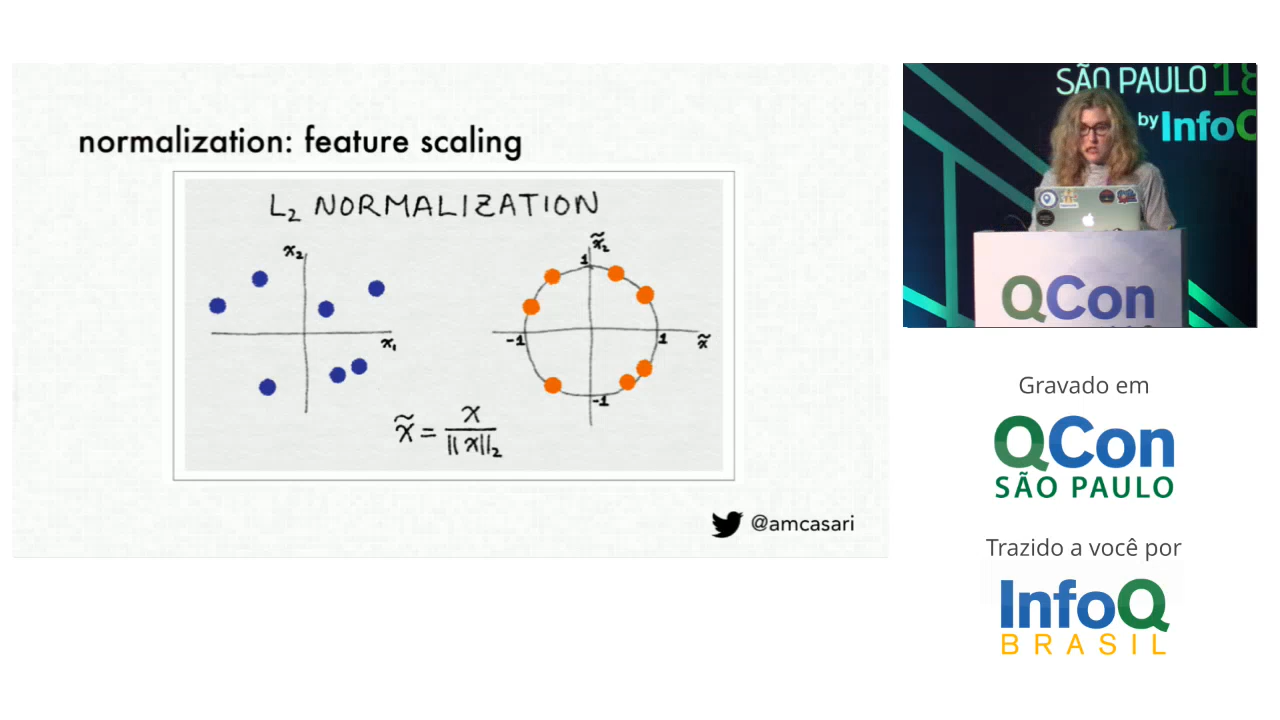 normalization: feature scaling
L₂ NORMALIZATION
x₂
x₁
x̃₂
1
-1
1
x̃
-1
x̃ = x / ||x||₂
@amcasari
SÃO PAULO 18
by InfoQ
QCon
Gravado em
QCon
SÃO PAULO
Trazido a você por
InfoQ
BRASIL